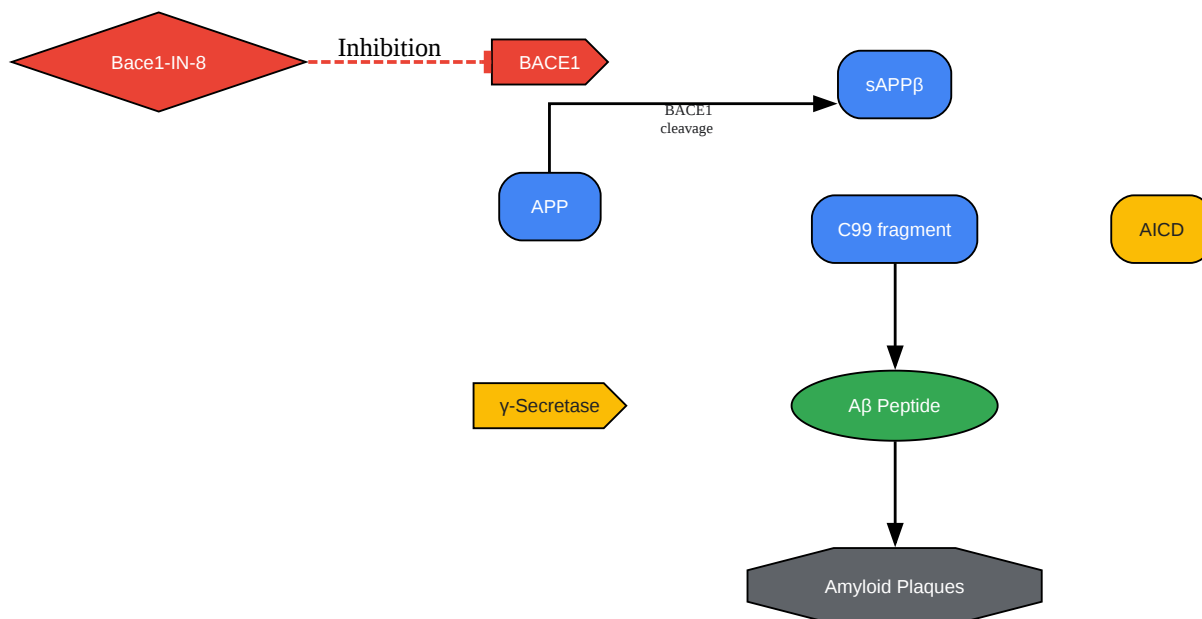 Bace1-IN-8
Inhibition
BACE1
sAPPβ
BACE1
cleavage
APP
C99 fragment
AICD
γ-Secretase
Aβ Peptide
Amyloid Plaques